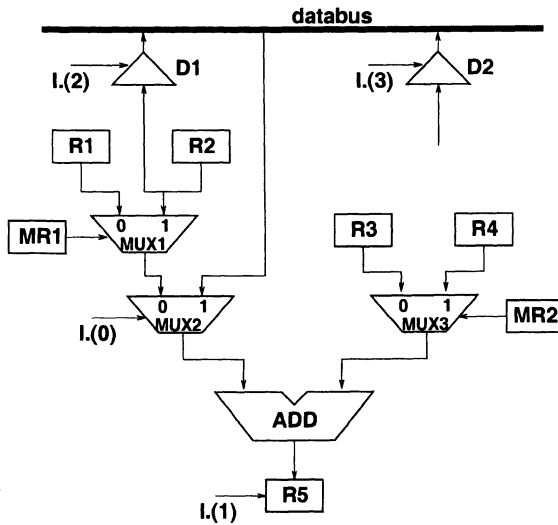 databus
I.(2) D1 I.(3) D2
R1 R2
0 1
MR1 MUX1 R3 R4
0 1 0 1
I.(0) MUX2 MUX3 MR2
ADD
I.(1) R5